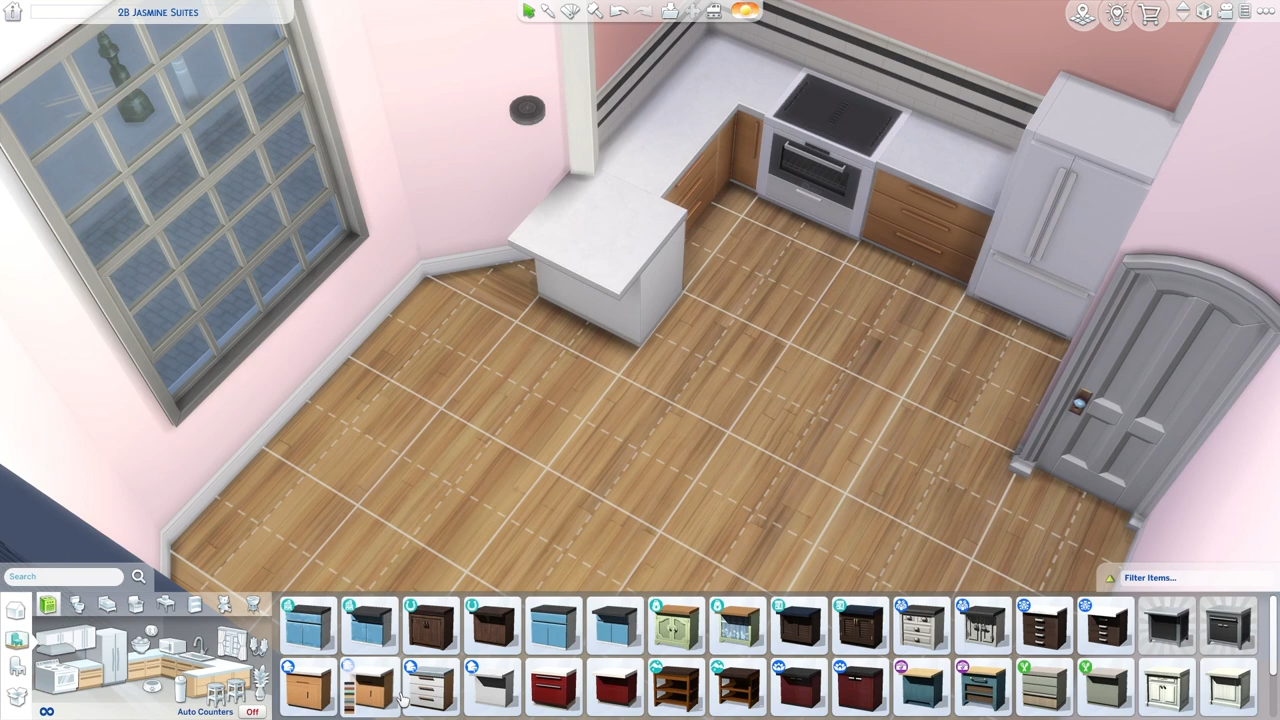 2B Jasmine Suites
Search
Filter Items...
Auto Counters Off